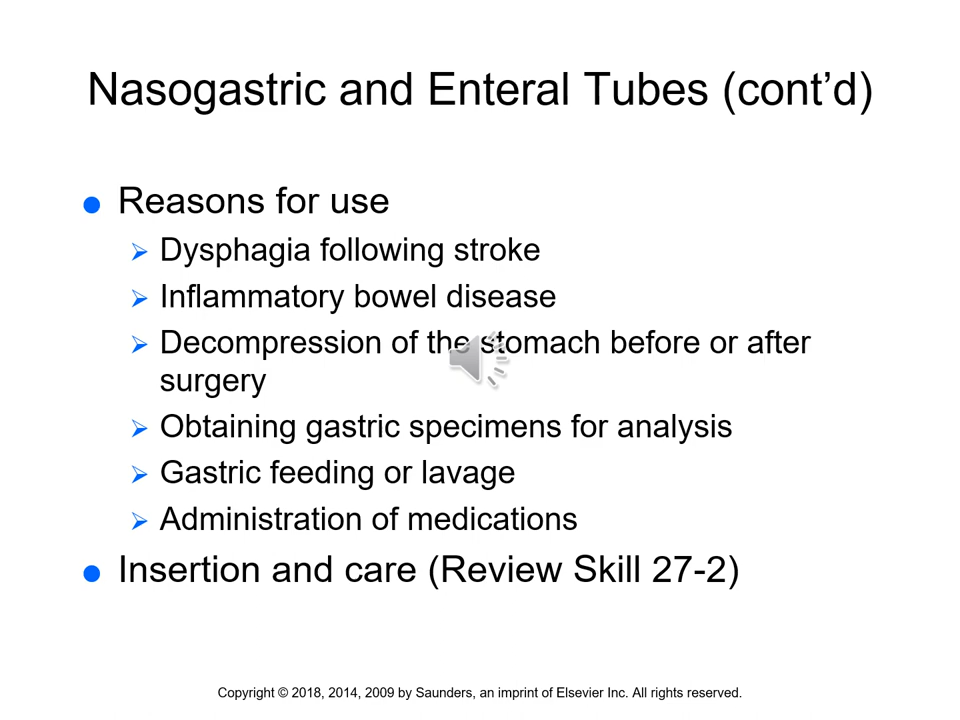 Nasogastric and Enteral Tubes (cont’d)
Reasons for use
Dysphagia following stroke
Inflammatory bowel disease
Decompression of the stomach before or after
surgery
Obtaining gastric specimens for analysis
Gastric feeding or lavage
Administration of medications
Insertion and care (Review Skill 27-2)
Copyright © 2018, 2014, 2009 by Saunders, an imprint of Elsevier Inc. All rights reserved.